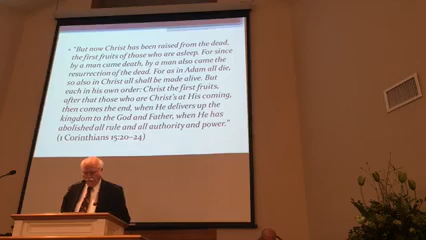 • "But now Christ has been raised from the dead,
the first fruits of those who are asleep. For since
by a man came death, by a man also came the
resurrection of the dead. For as in Adam all die,
so also in Christ all shall be made alive. But
each in his own order: Christ the first fruits,
after that those who are Christ's at His coming,
then comes the end, when He delivers up the
kingdom to the God and Father, when He has
abolished all rule and all authority and power."
(1 Corinthians 15:20–24)